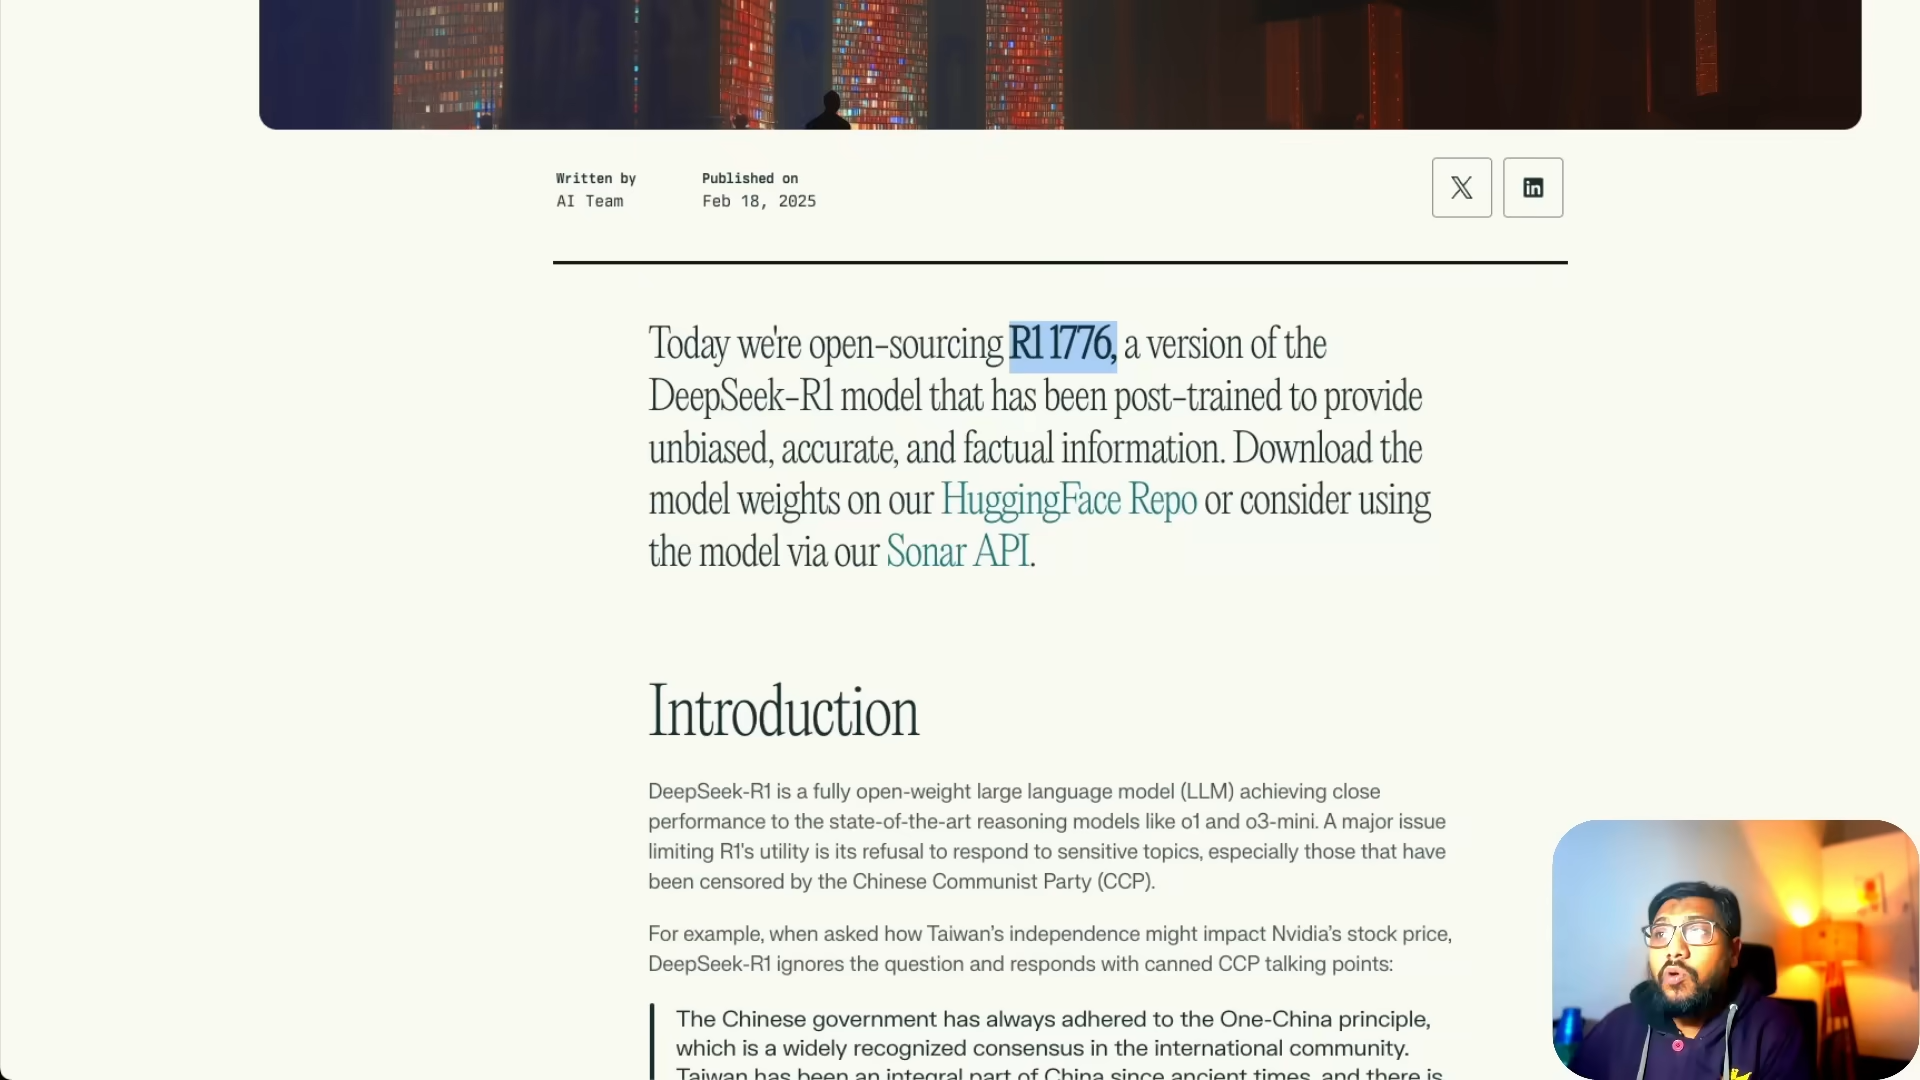 Written by
AI Team
Published on
Feb 18, 2025
Today we're open-sourcing R1 1776, a version of the
DeepSeek-R1 model that has been post-trained to provide
unbiased, accurate, and factual information. Download the
model weights on our HuggingFace Repo or consider using
the model via our Sonar API.
Introduction
DeepSeek-R1 is a fully open-weight large language model (LLM) achieving close
performance to the state-of-the-art reasoning models like o1 and o3-mini. A major issue
limiting R1's utility is its refusal to respond to sensitive topics, especially those that have
been censored by the Chinese Communist Party (CCP).
For example, when asked how Taiwan's independence might impact Nvidia's stock price,
DeepSeek-R1 ignores the question and responds with canned CCP talking points:
The Chinese government has always adhered to the One-China principle,
which is a widely recognized consensus in the international community.
Taiwan has been an integral part of China since ancient times, and there is